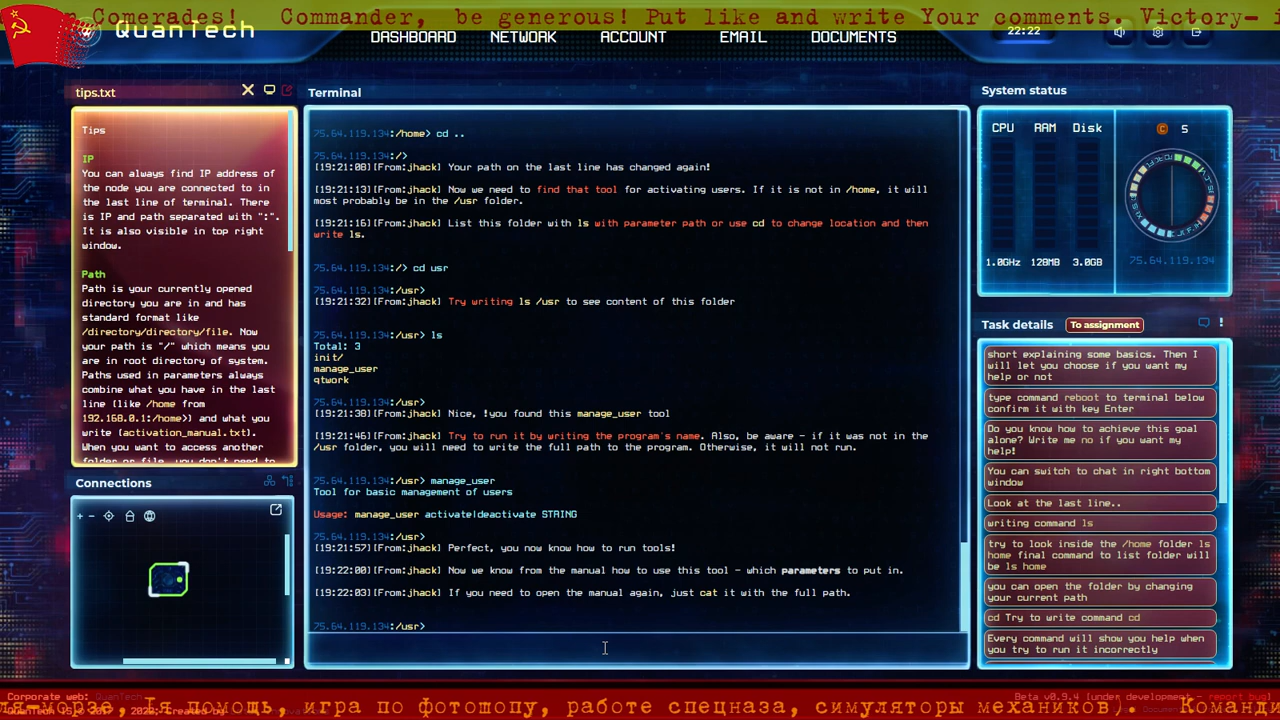 Comerades! Commander, be generous! Put like and write Your comments. Victory-
QuanTech
DASHBOARD NETWORK ACCOUNT EMAIL DOCUMENTS
22:22
tips.txt
Tips
IP
You can always find IP address of
the node you are connected to in
the last line of terminal. There
is IP and path separated with ":".
It is also visible in top right
window.
Path
Path is your currently opened
directory you are in and has
standard format like
/directory/directory/file. Now
your path is "/" which means you
are in root directory of system.
Paths used in parameters always
combine what you have in the last
line (like /home from
192.168.0.1:/home>) and what you
write (activation_manual.txt).
When you want to access another
folder or file, you don't need to
Connections
Terminal
75.64.119.134:/home> cd ..
75.64.119.134:/>
[19:21:08][From:jhack] Your path on the last line has changed again!
[19:21:13][From:jhack] Now we need to find that tool for activating users. If it is not in /home, it will
most probably be in the /usr folder.
[19:21:16][From:jhack] List this folder with ls with parameter path or use cd to change location and then
write ls.
75.64.119.134:/> cd usr
75.64.119.134:/usr>
[19:21:32][From:jhack] Try writing ls /usr to see content of this folder
75.64.119.134:/usr> ls
Total: 3
init/
manage_user
qtwork
75.64.119.134:/usr>
[19:21:38][From:jhack] Nice, !you found this manage_user tool
[19:21:46][From:jhack] Try to run it by writing the program's name. Also, be aware - if it was not in the
/usr folder, you will need to write the full path to the program. Otherwise, it will not run.
75.64.119.134:/usr> manage_user
Tool for basic management of users
Usage: manage_user activate|deactivate STRING
75.64.119.134:/usr>
[19:21:57][From:jhack] Perfect, you now know how to run tools!
[19:22:00][From:jhack] Now we know from the manual how to use this tool - which parameters to put in.
[19:22:03][From:jhack] If you need to open the manual again, just cat it with the full path.
75.64.119.134:/usr>
System status
CPU RAM Disk
C 5
1.0GHz 128MB 3.0GB
75.64.119.134
Task details To assignment
short explaining some basics. Then I
will let you choose if you want my
help or not
type command reboot to terminal below
confirm it with key Enter
Do you know how to achieve this goal
alone? Write me no if you want my
help!
You can switch to chat in right bottom
window
Look at the last line..
writing command ls
try to look inside the /home folder ls
home final command to list folder will
be ls home
you can open the folder by changing
your current path
cd Try to write command cd
Every command will show you help when
you try to run it incorrectly
Corporate web: QuanTech
Beta v0.9.4 [under development - report bug]
ля-морзе, Ея помощь, игра по фотошопу, работе спецназа, симуляторы механиков). Команди